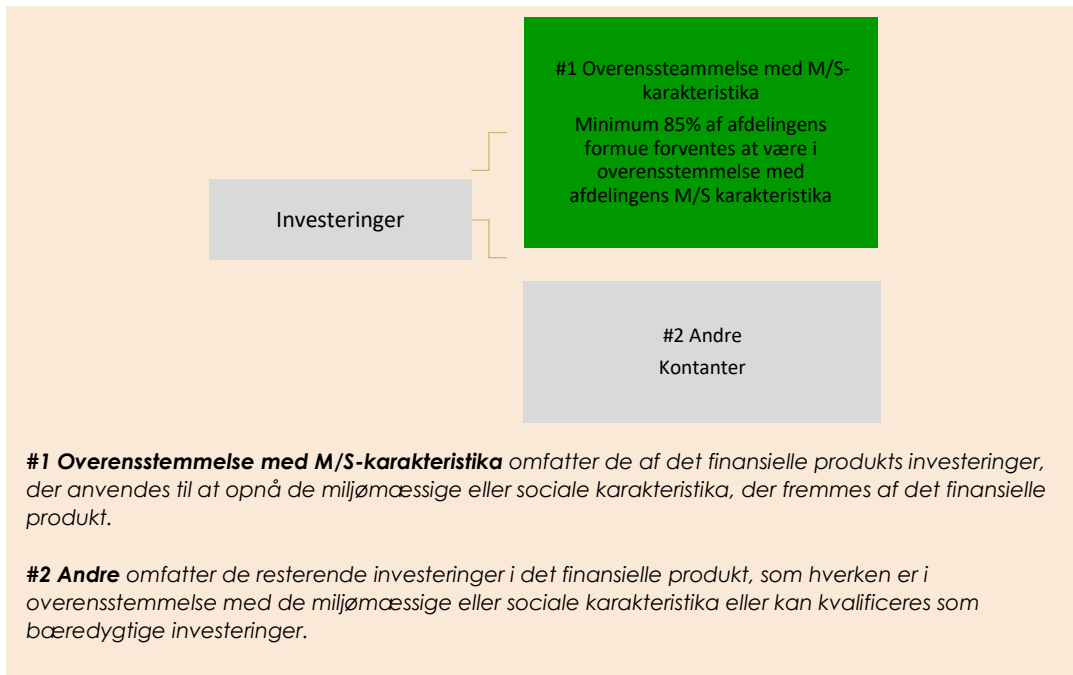 #1 Overenssteammelse med M/S-
karakteristika
Minimum 85% af afdelingens
formue forventes at være i
overensstemmelse med
afdelingens M/S karakteristika
Investeringer
#2 Andre
Kontanter
#1 Overensstemmelse med M/S-karakteristika omfatter de af det finansielle produkts investeringer,
der anvendes til at opnå de miljømæssige eller sociale karakteristika, der fremmes af det finansielle
produkt.
#2 Andre omfatter de resterende investeringer i det finansielle produkt, som hverken er i
overensstemmelse med de miljømæssige eller sociale karakteristika eller kan kvalificeres som
bæredygtige investeringer.